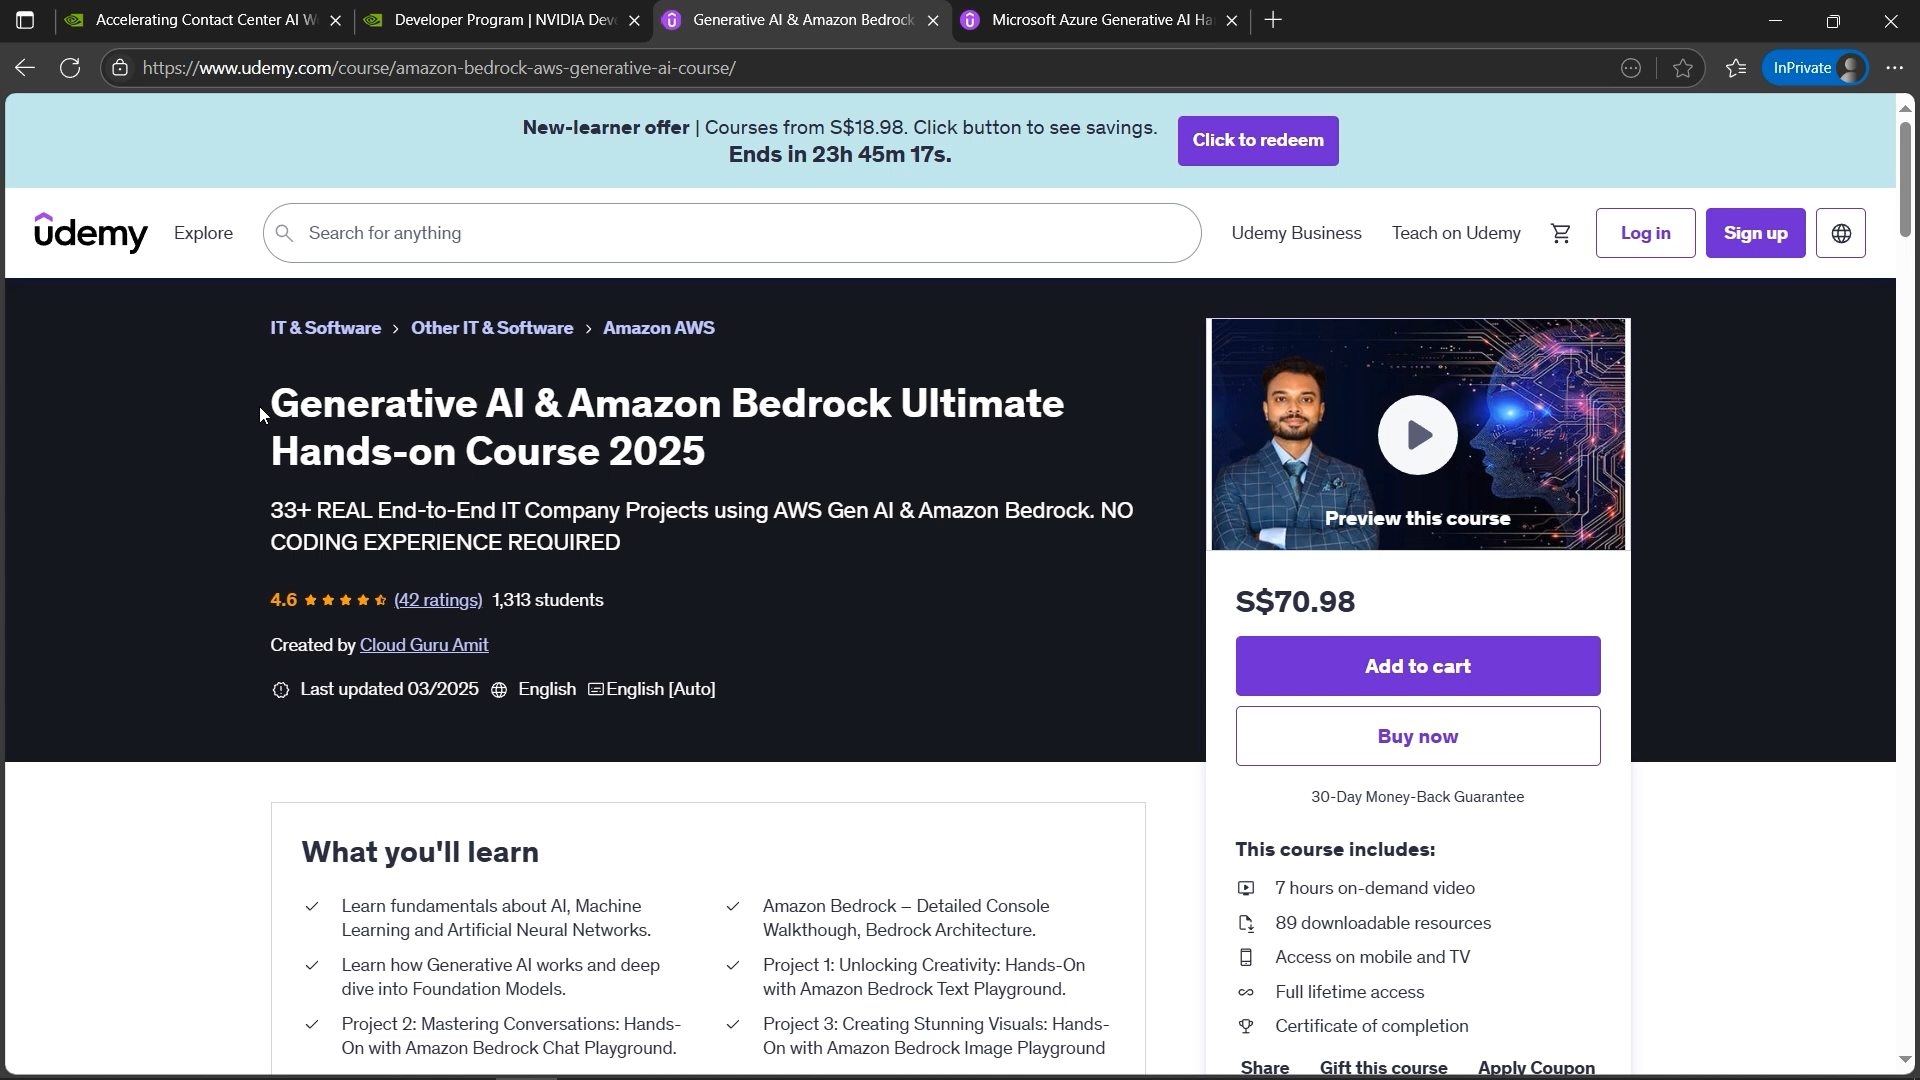 Accelerating Contact Center AI W
Developer Program | NVIDIA Dev
Generative AI & Amazon Bedrock
Microsoft Azure Generative AI Ha
https://www.udemy.com/course/amazon-bedrock-aws-generative-ai-course/
InPrivate
New-learner offer | Courses from S$18.98. Click button to see savings.
Ends in 23h 45m 17s.
Click to redeem
udemy
Explore
Search for anything
Udemy Business
Teach on Udemy
Log in
Sign up
IT & Software > Other IT & Software > Amazon AWS
Generative AI & Amazon Bedrock Ultimate
Hands-on Course 2025
33+ REAL End-to-End IT Company Projects using AWS Gen AI & Amazon Bedrock. NO
CODING EXPERIENCE REQUIRED
4.6 (42 ratings) 1,313 students
Created by Cloud Guru Amit
Last updated 03/2025 English English [Auto]
Preview this course
S$70.98
Add to cart
Buy now
30-Day Money-Back Guarantee
This course includes:
7 hours on-demand video
89 downloadable resources
Access on mobile and TV
Full lifetime access
Certificate of completion
Share Gift this course Apply Coupon
What you'll learn
Learn fundamentals about AI, Machine
Learning and Artificial Neural Networks.
Amazon Bedrock – Detailed Console
Walkthough, Bedrock Architecture.
Learn how Generative AI works and deep
dive into Foundation Models.
Project 1: Unlocking Creativity: Hands-On
with Amazon Bedrock Text Playground.
Project 2: Mastering Conversations: Hands-
On with Amazon Bedrock Chat Playground.
Project 3: Creating Stunning Visuals: Hands-
On with Amazon Bedrock Image Playground